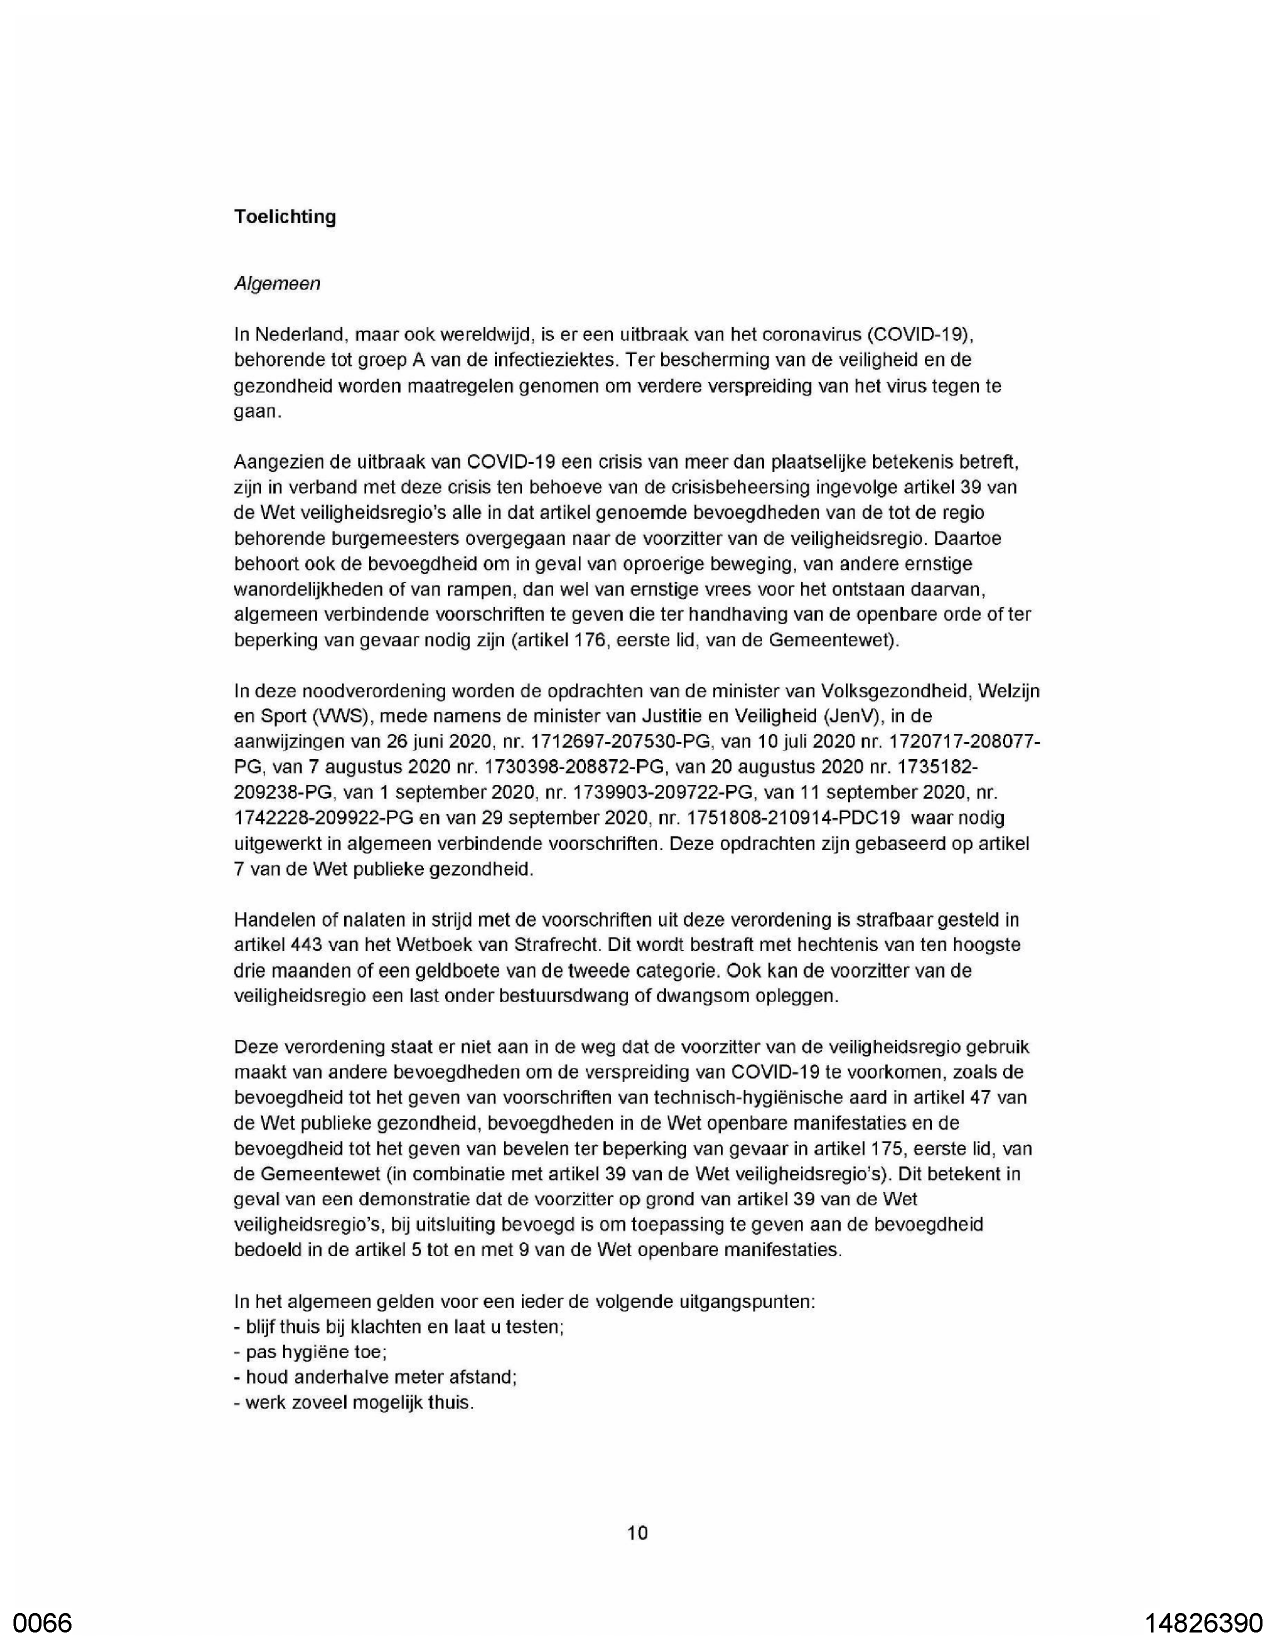 Toelichting
Algemeen
In Nederland, maar ook wereldwijd, is er een uitbraak van het coronavirus (COVID-19),
behorende tot groep A van de infectieziektes. Ter bescherming van de veiligheid en de
gezondheid worden maatregelen genomen om verdere verspreiding van het virus tegen te
gaan.
Aangezien de uitbraak van COVID-19 een crisis van meer dan plaatselijke betekenis betreft,
zijn in verband met deze crisis ten behoeve van de crisisbeheersing ingevolge artikel 39 van
de Wet veiligheidsregio's alle in dat artikel genoemde bevoegdheden van de tot de regio
behorende burgemeesters overgegaan naar de voorzitter van de veiligheidsregio. Daartoe
behoort ook de bevoegdheid om in geval van oproerige beweging, van andere ernstige
wanordelijkheden of van rampen, dan wel van ernstige vrees voor het ontstaan daarvan,
algemeen verbindende voorschriften te geven die ter handhaving van de openbare orde of ter
beperking van gevaar nodig zijn (artikel 176, eerste lid, van de Gemeentewet).
In deze noodverordening worden de opdrachten van de minister van Volksgezondheid, Welzijn
en Sport (VWS), mede namens de minister van Justitie en Veiligheid (JenV), in de
aanwijzingen van 26 juni 2020, nr. 1712697-207530-PG, van 10 juli 2020 nr. 1720717-208077-
PG, van 7 augustus 2020 nr. 1730398-208872-PG, van 20 augustus 2020 nr. 1735182-
209238-PG, van 1 september 2020, nr. 1739903-209722-PG, van 11 september 2020, nr.
1742228-209922-PG en van 29 september 2020, nr. 1751808-210914-PDC19 waar nodig
uitgewerkt in algemeen verbindende voorschriften. Deze opdrachten zijn gebaseerd op artikel
7 van de Wet publieke gezondheid.
Handelen of nalaten in strijd met de voorschriften uit deze verordening is strafbaar gesteld in
artikel 443 van het Wetboek van Strafrecht. Dit wordt bestraft met hechtenis van ten hoogste
drie maanden of een geldboete van de tweede categorie. Ook kan de voorzitter van de
veiligheidsregio een last onder bestuursdwang of dwangsom opleggen.
Deze verordening staat er niet aan in de weg dat de voorzitter van de veiligheidsregio gebruik
maakt van andere bevoegdheden om de verspreiding van COVID-19 te voorkomen, zoals de
bevoegdheid tot het geven van voorschriften van technisch-hygiënische aard in artikel 47 van
de Wet publieke gezondheid, bevoegdheden in de Wet openbare manifestaties en de
bevoegdheid tot het geven van bevelen ter beperking van gevaar in artikel 175, eerste lid, van
de Gemeentewet (in combinatie met artikel 39 van de Wet veiligheidsregio's). Dit betekent in
geval van een demonstratie dat de voorzitter op grond van artikel 39 van de Wet
veiligheidsregio's, bij uitsluiting bevoegd is om toepassing te geven aan de bevoegdheid
bedoeld in de artikel 5 tot en met 9 van de Wet openbare manifestaties.
In het algemeen gelden voor een ieder de volgende uitgangspunten:
- blijf thuis bij klachten en laat u testen;
- pas hygiëne toe;
- houd anderhalve meter afstand;
- werk zoveel mogelijk thuis.
10
0066
14826390